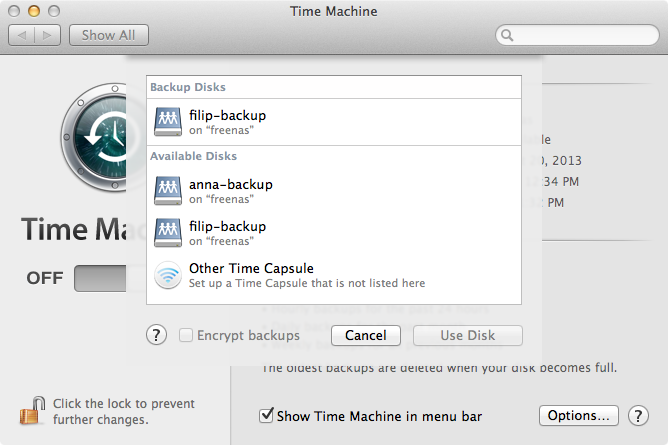 Time Machine
Show All
Backup Disks
filip-backup
on “freenas”
Available Disks
anna-backup
on “freenas”
filip-backup
on “freenas”
Other Time Capsule
Set up a Time Capsule that is not listed here
0, 2013
:34 PM
PM
Time Ma
OFF
? Encrypt backups Cancel Use Disk
The oldest backups are deleted when your disk becomes full.
Click the lock to prevent
further changes.
Show Time Machine in menu bar Options... ?